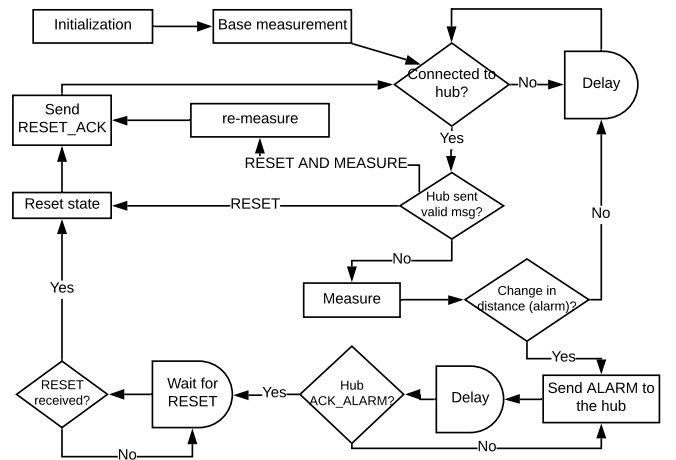 Initialization
Base measurement
Connected to
hub?
No
Delay
Send
RESET_ACK
re-measure
Yes
RESET AND MEASURE
Reset state
RESET
Hub sent
valid msg?
No
No
Yes
Measure
Change in
distance (alarm)?
Yes
RESET
received?
Wait for
RESET
Yes
Hub
ACK_ALARM?
Delay
Send ALARM to
the hub
No
No